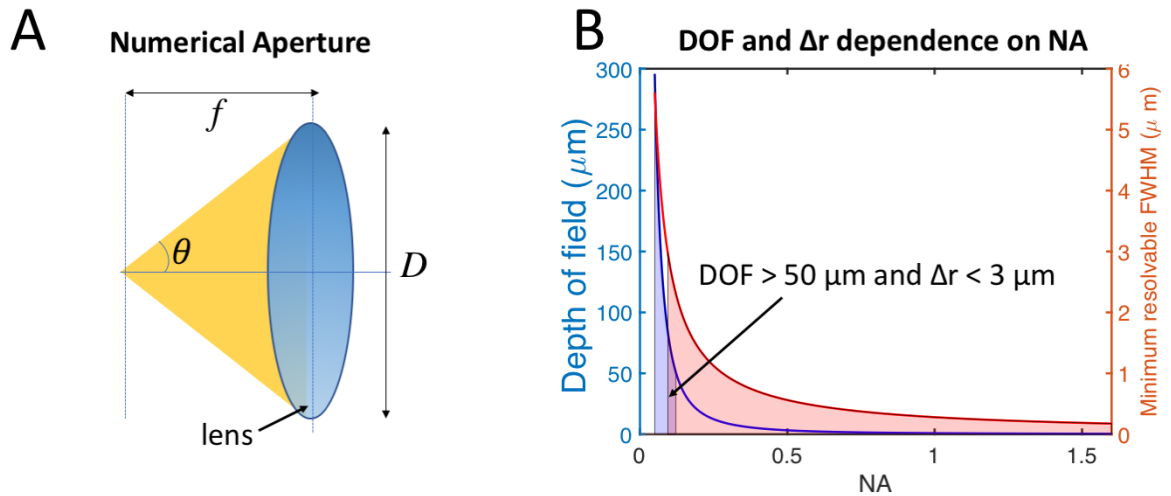 A
Numerical Aperture
f
θ
D
lens
B
DOF and Δr dependence on NA
300
250
200
150
100
50
0
Depth of field (μm)
DOF > 50 μm and Δr < 3 μm
6
5
4
3
2
1
0
Minimum resolvable FWHM (μ m)
0
0.5
1
1.5
NA